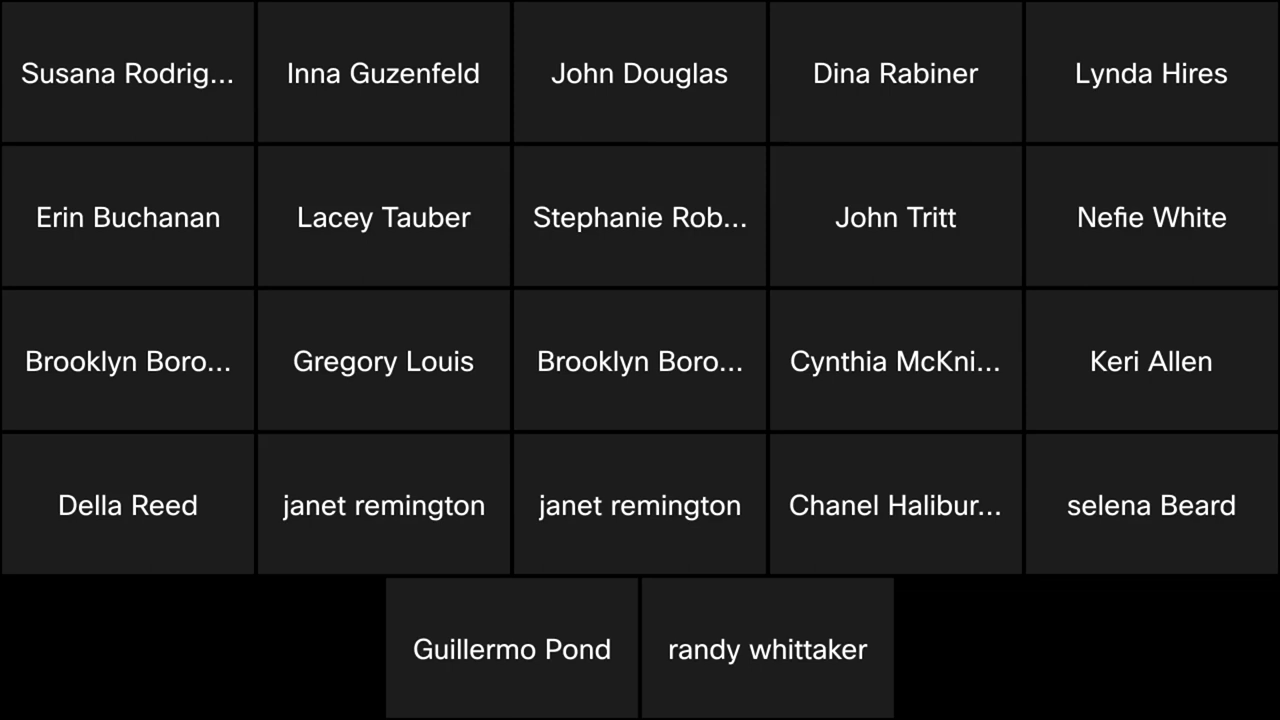 Susana Rodrig...
Inna Guzenfeld
John Douglas
Dina Rabiner
Lynda Hires
Erin Buchanan
Lacey Tauber
Stephanie Rob...
John Tritt
Nefie White
Brooklyn Boro...
Gregory Louis
Brooklyn Boro...
Cynthia McKni...
Keri Allen
Della Reed
janet remington
janet remington
Chanel Halibur...
selena Beard
Guillermo Pond
randy whittaker